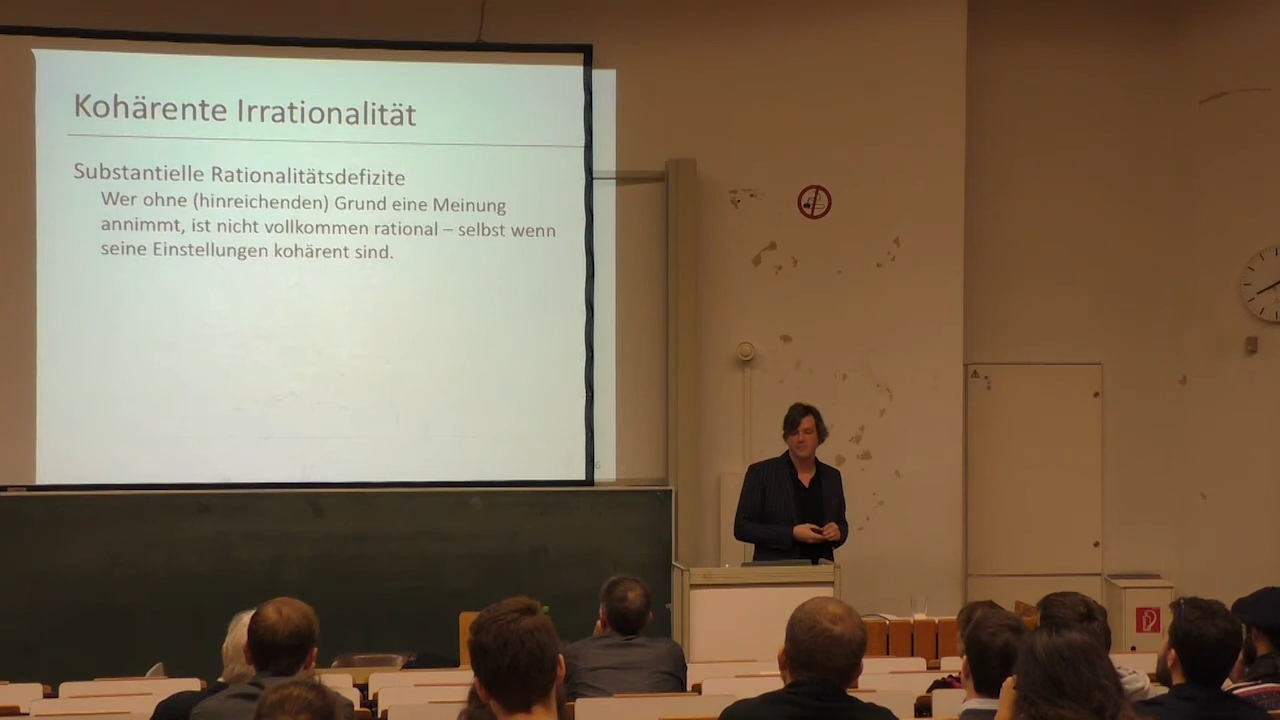 Kohärente Irrationalität
Substantielle Rationalitätsdefizite
Wer ohne (hinreichenden) Grund eine Meinung
annimmt, ist nicht vollkommen rational – selbst wenn
seine Einstellungen kohärent sind.
6